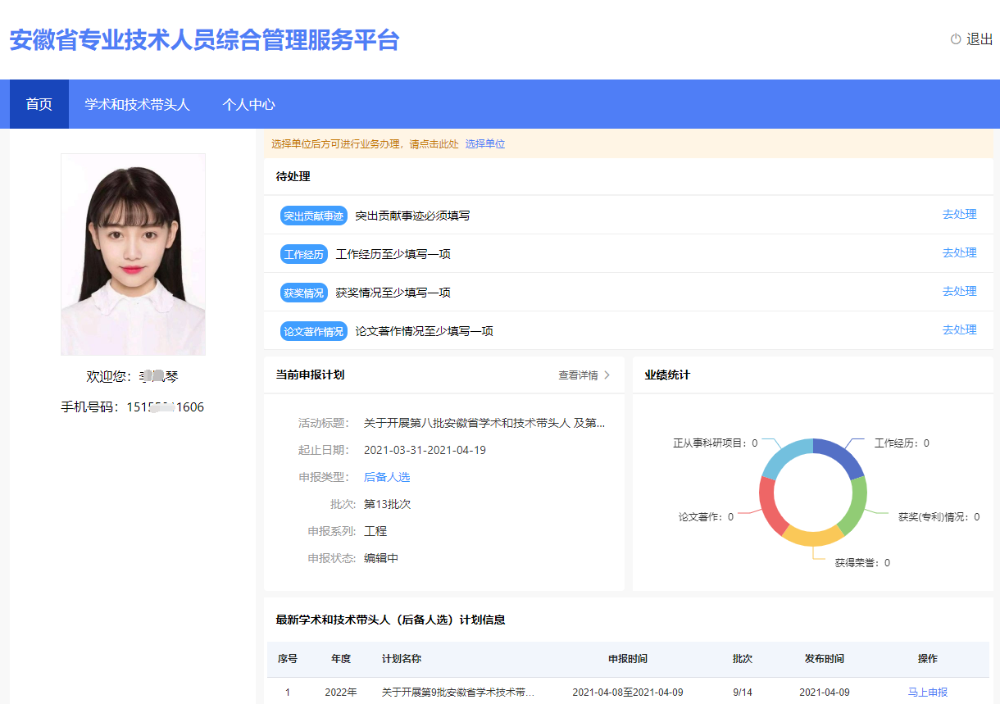 安徽省专业技术人员综合管理服务平台
退出
首页 学术和技术带头人 个人中心
选择单位后方可进行业务办理，请点击此处 选择单位
待处理
突出贡献事迹 突出贡献事迹必须填写 去处理
工作经历 工作经历至少填写一项 去处理
获奖情况 获奖情况至少填写一项 去处理
论文著作情况 论文著作情况至少填写一项 去处理
欢迎您：李 琴
手机号码：1515 1606
当前申报计划 查看详情
活动标题： 关于开展第八批安徽省学术和技术带头人 及第...
起止日期： 2021-03-31-2021-04-19
申报类型： 后备人选
批次: 第13批次
申报系列: 工程
申报状态: 编辑中
业绩统计
正从事科研项目：0
工作经历：0
论文著作：0
获奖(专利)情况：0
获得荣誉：0
最新学术和技术带头人（后备人选）计划信息
序号 年度 计划名称 申报时间 批次 发布时间 操作
1 2022年 关于开展第9批安徽省学术技术带... 2021-04-08至2021-04-09 9/14 2021-04-09 马上申报